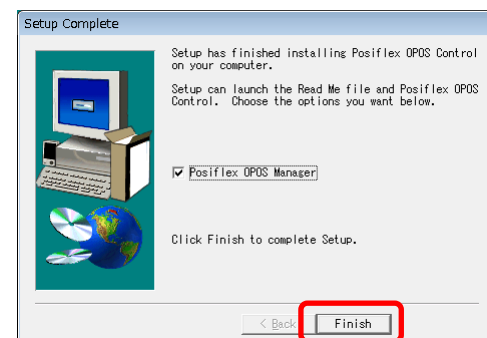 Setup Complete
Setup has finished installing Posiflex OPOS Control
on your computer.
Setup can launch the Read Me file and Posiflex OPOS
Control. Choose the options you want below.
Posiflex OPOS Manager
Click Finish to complete Setup.
< Back
Finish